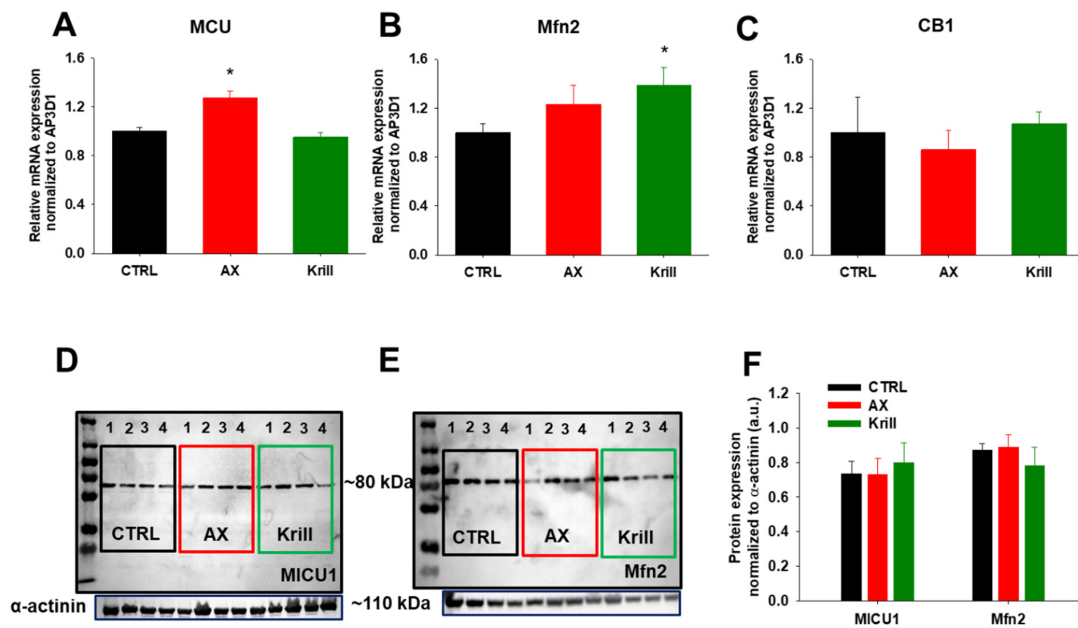 A
MCU
Relative mRNA expression
normalized to AP3D1
1.6
1.2
0.8
0.4
0.0
*
CTRL
AX
Krill
B
Mfn2
Relative mRNA expression
normalized to AP3D1
1.6
1.2
0.8
0.4
0.0
*
CTRL
AX
Krill
C
CB1
Relative mRNA expression
normalized to AP3D1
1.6
1.2
0.8
0.4
0.0
CTRL
AX
Krill
D
1 2 3 4 1 2 3 4 1 2 3 4
CTRL AX Krill
MICU1
~80 kDa
α-actinin
~110 kDa
E
1 2 3 4 1 2 3 4 1 2 3 4
CTRL AX Krill
Mfn2
F
CTRL
AX
Krill
Protein expression
normalized to α-actinin (a.u.)
1.2
1.0
0.8
0.6
0.4
0.2
0.0
MICU1
Mfn2